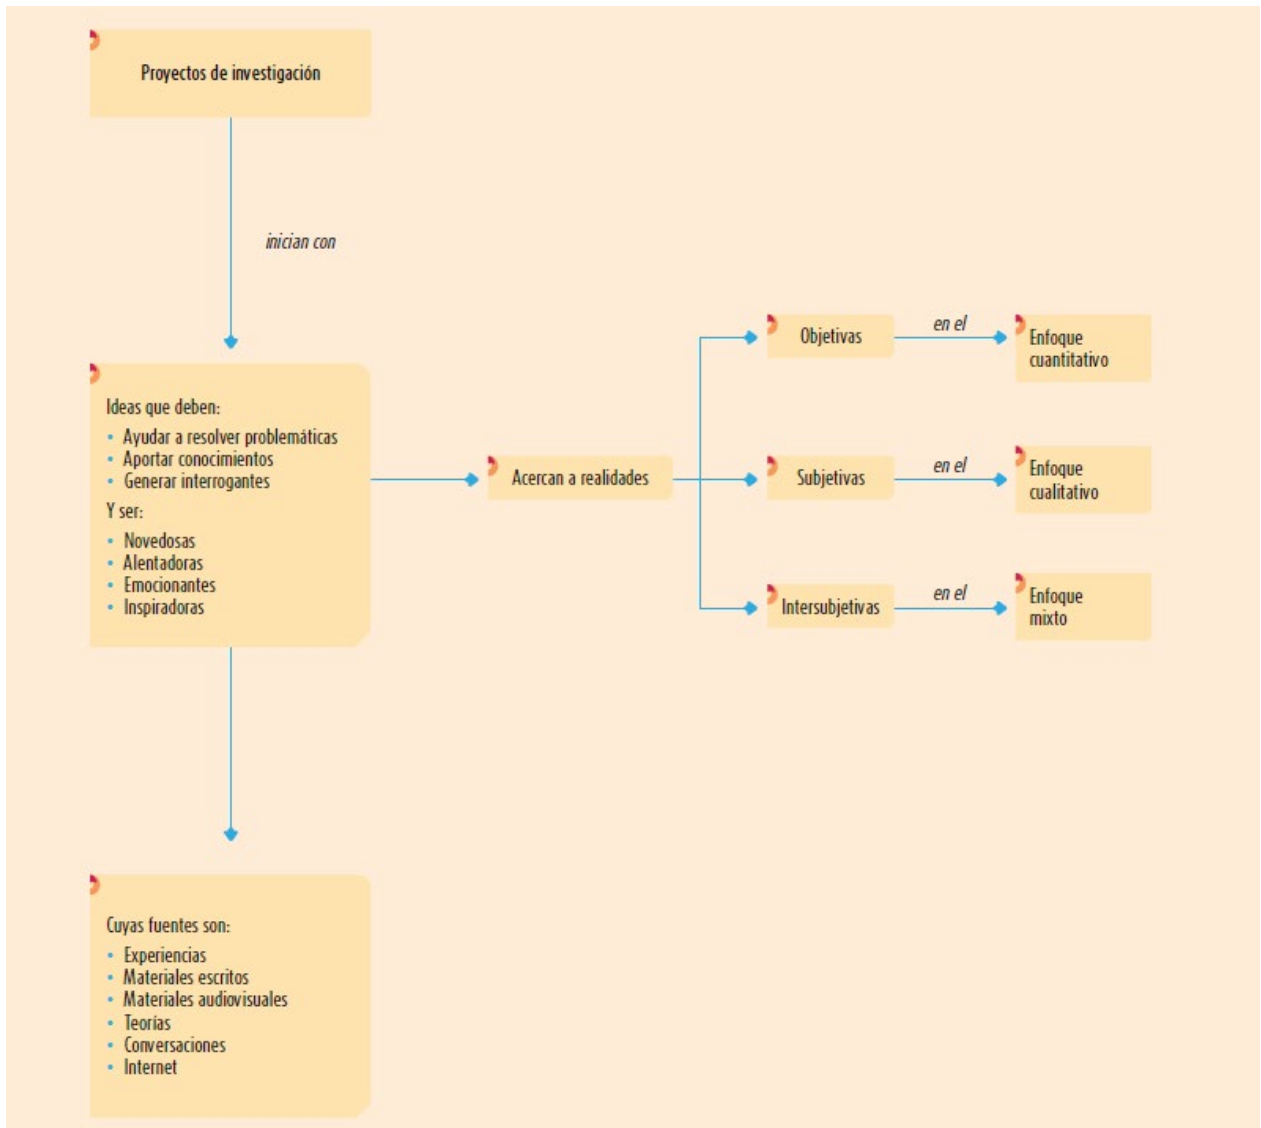 Proyectos de investigación
inician con
Ideas que deben:
• Ayudar a resolver problemáticas
• Aportar conocimientos
• Generar interrogantes
Y ser:
• Novedosas
• Alentadoras
• Emocionantes
• Inspiradoras
Acercan a realidades
Objetivas
en el
Enfoque
cuantitativo
Subjetivas
en el
Enfoque
cualitativo
Intersubjetivas
en el
Enfoque
mixto
Cuyas fuentes son:
• Experiencias
• Materiales escritos
• Materiales audiovisuales
• Teorías
• Conversaciones
• Internet